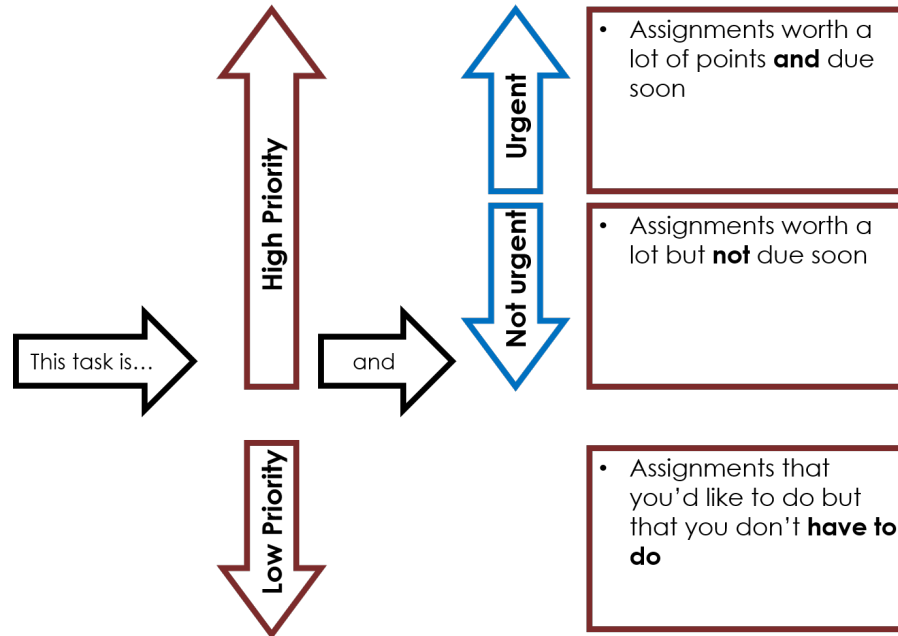 This task is...
High Priority
Low Priority
and
Urgent
Not urgent
• Assignments worth a
lot of points and due
soon
• Assignments worth a
lot but not due soon
• Assignments that
you’d like to do but
that you don’t have to
do